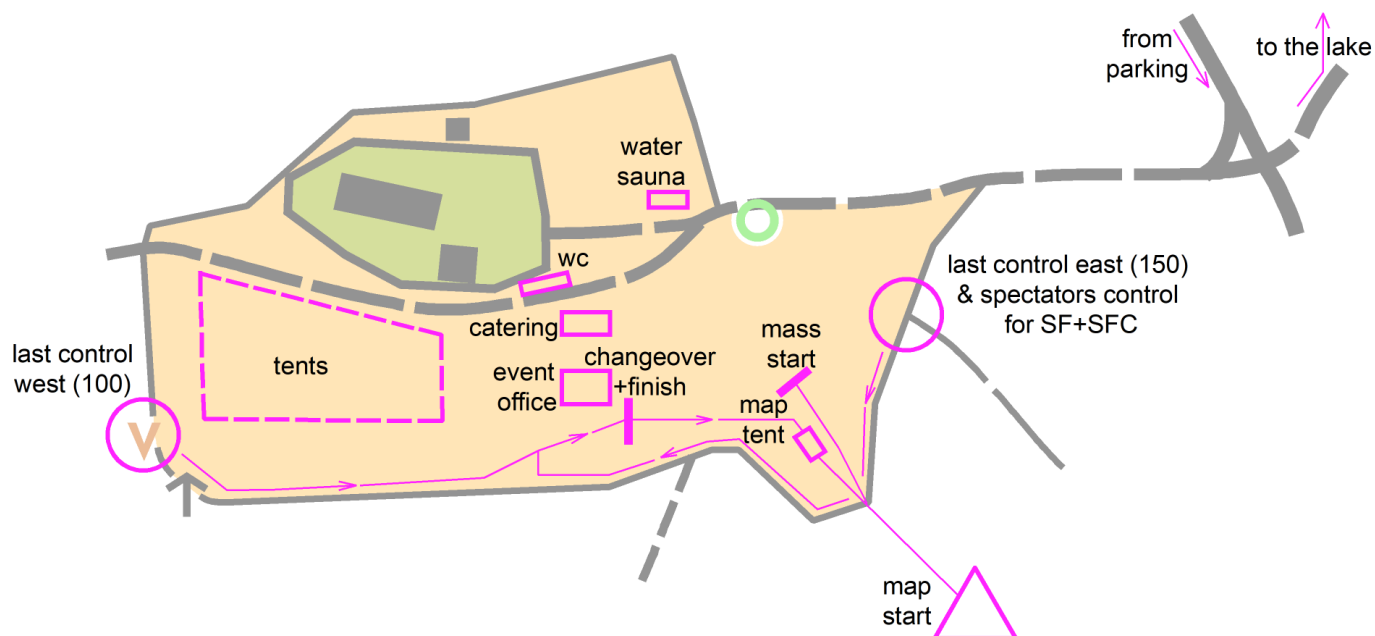 from
parking
to the lake
water
sauna
wc
last control east (150)
& spectators control
for SF+SFC
catering
mass
start
last control
west (100)
tents
event
office
changeover
+finish
map
tent
map
start